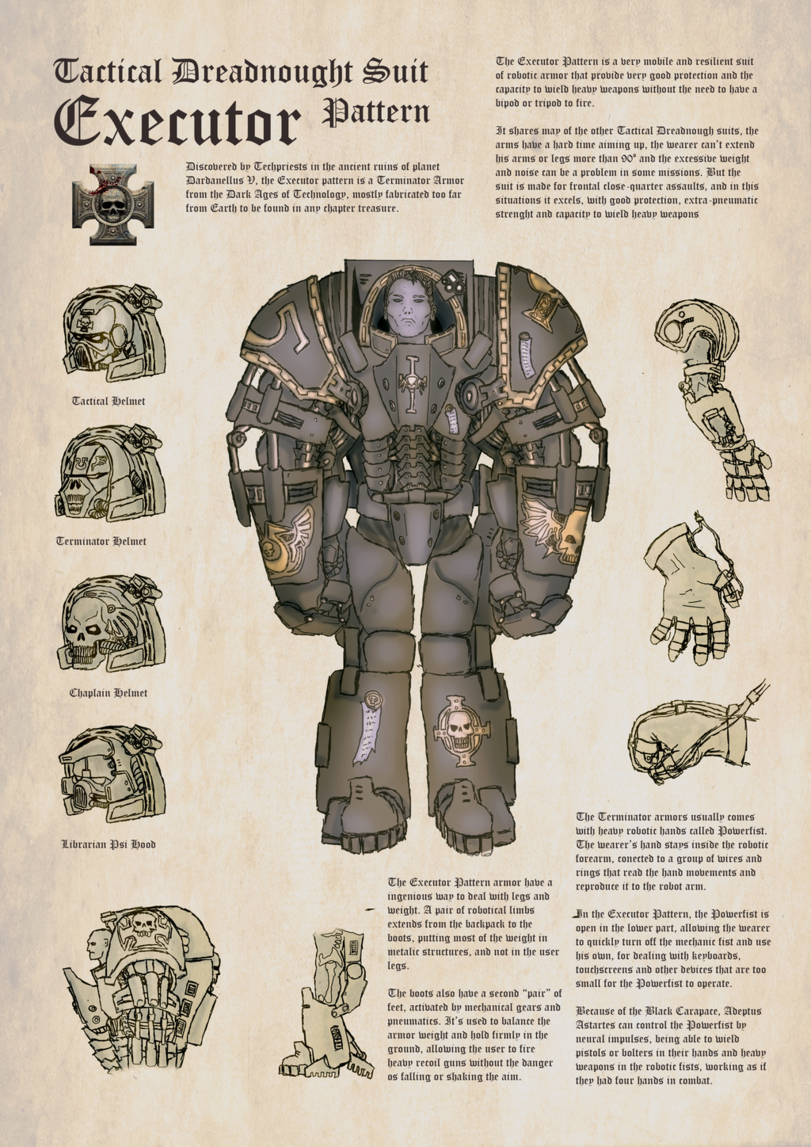 Tactical Dreadnought Suit
Executor Pattern
Discovered by Techpriests in the ancient ruins of planet
Dardanellus V, the Executor pattern is a Terminator Armor
from the Dark Ages of Technology, mostly fabricated too far
from Earth to be found in any chapter treasure.
The Executor Pattern is a very mobile and resilient suit
of robotic armor that provide very good protection and the
capacity to wield heavy weapons without the need to have a
bipod or tripod to fire.
It shares may of the other Tactical Dreadnough suits, the
arms have a hard time aiming up, the wearer can't extend
his arms or legs more than 90° and the excessive weight
and noise can be a problem in some missions. But the
suit is made for frontal close-quarter assaults, and in this
situations it excels, with good protection, extra-pneumatic
strenght and capacity to wield heavy weapons
Tactical Helmet
Terminator Helmet
Chaplain Helmet
Librarian Psi Hood
The Executor Pattern armor have a
ingenious way to deal with legs and
weight. A pair of robotical limbs
extends from the backpack to the
boots, putting most of the weight in
metalic structures, and not in the user
legs.
The boots also have a second "pair" of
feet, activated by mechanical gears and
pneumatics. It's used to balance the
armor weight and hold firmly in the
ground, allowing the user to fire
heavy recoil guns without the danger
os falling or shaking the aim.
The Terminator armors usually comes
with heavy robotic hands called Powerfist.
The wearer's hand stays inside the robotic
forearm, conected to a group of wires and
rings that read the hand movements and
reproduce it to the robot arm.
In the Executor Pattern, the Powerfist is
open in the lower part, allowing the wearer
to quickly turn off the mechanic fist and use
his own, for dealing with keyboards,
touchscreens and other devices that are too
small for the Powerfist to operate.
Because of the Black Carapace, Adeptus
Astartes can control the Powerfist by
neural impulses, being able to wield
pistols or bolters in their hands and heavy
weapons in the robotic fists, working as if
they had four hands in combat.